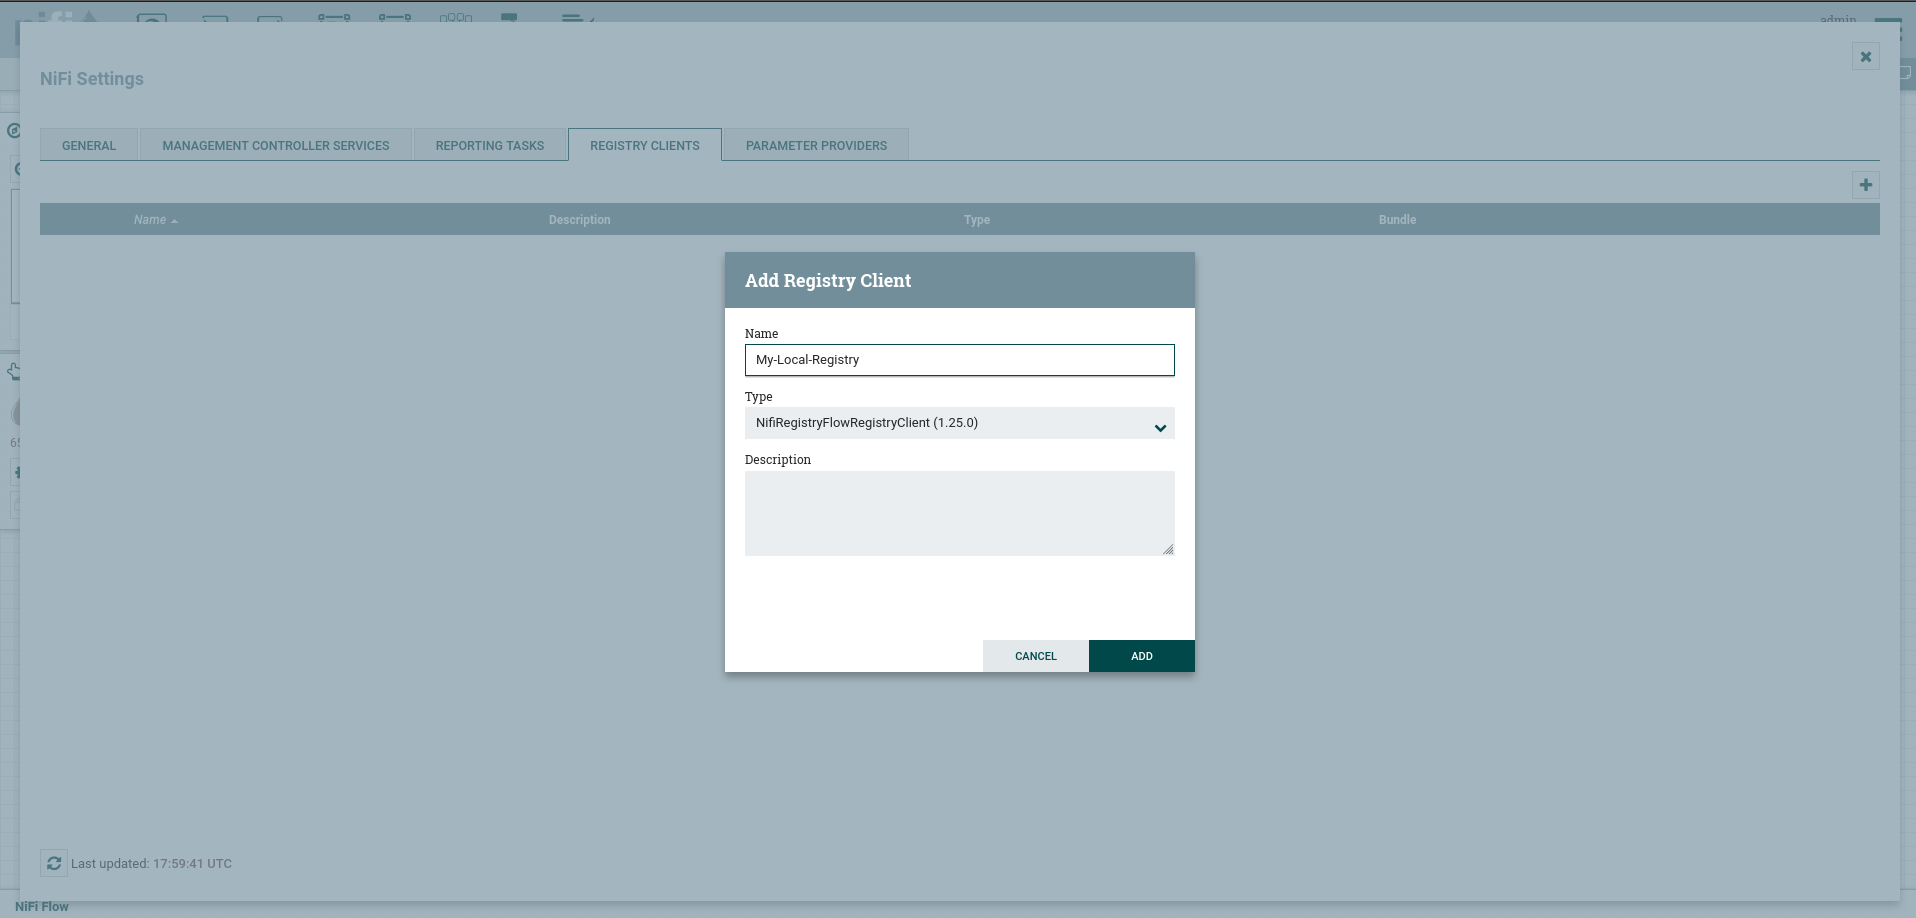 nifi
admin
NiFi Settings
GENERAL MANAGEMENT CONTROLLER SERVICES REPORTING TASKS REGISTRY CLIENTS PARAMETER PROVIDERS
Name Description Type Bundle
Add Registry Client
Name
My-Local-Registry
Type
NifiRegistryFlowRegistryClient (1.25.0)
Description
CANCEL ADD
Last updated: 17:59:41 UTC
NiFi Flow